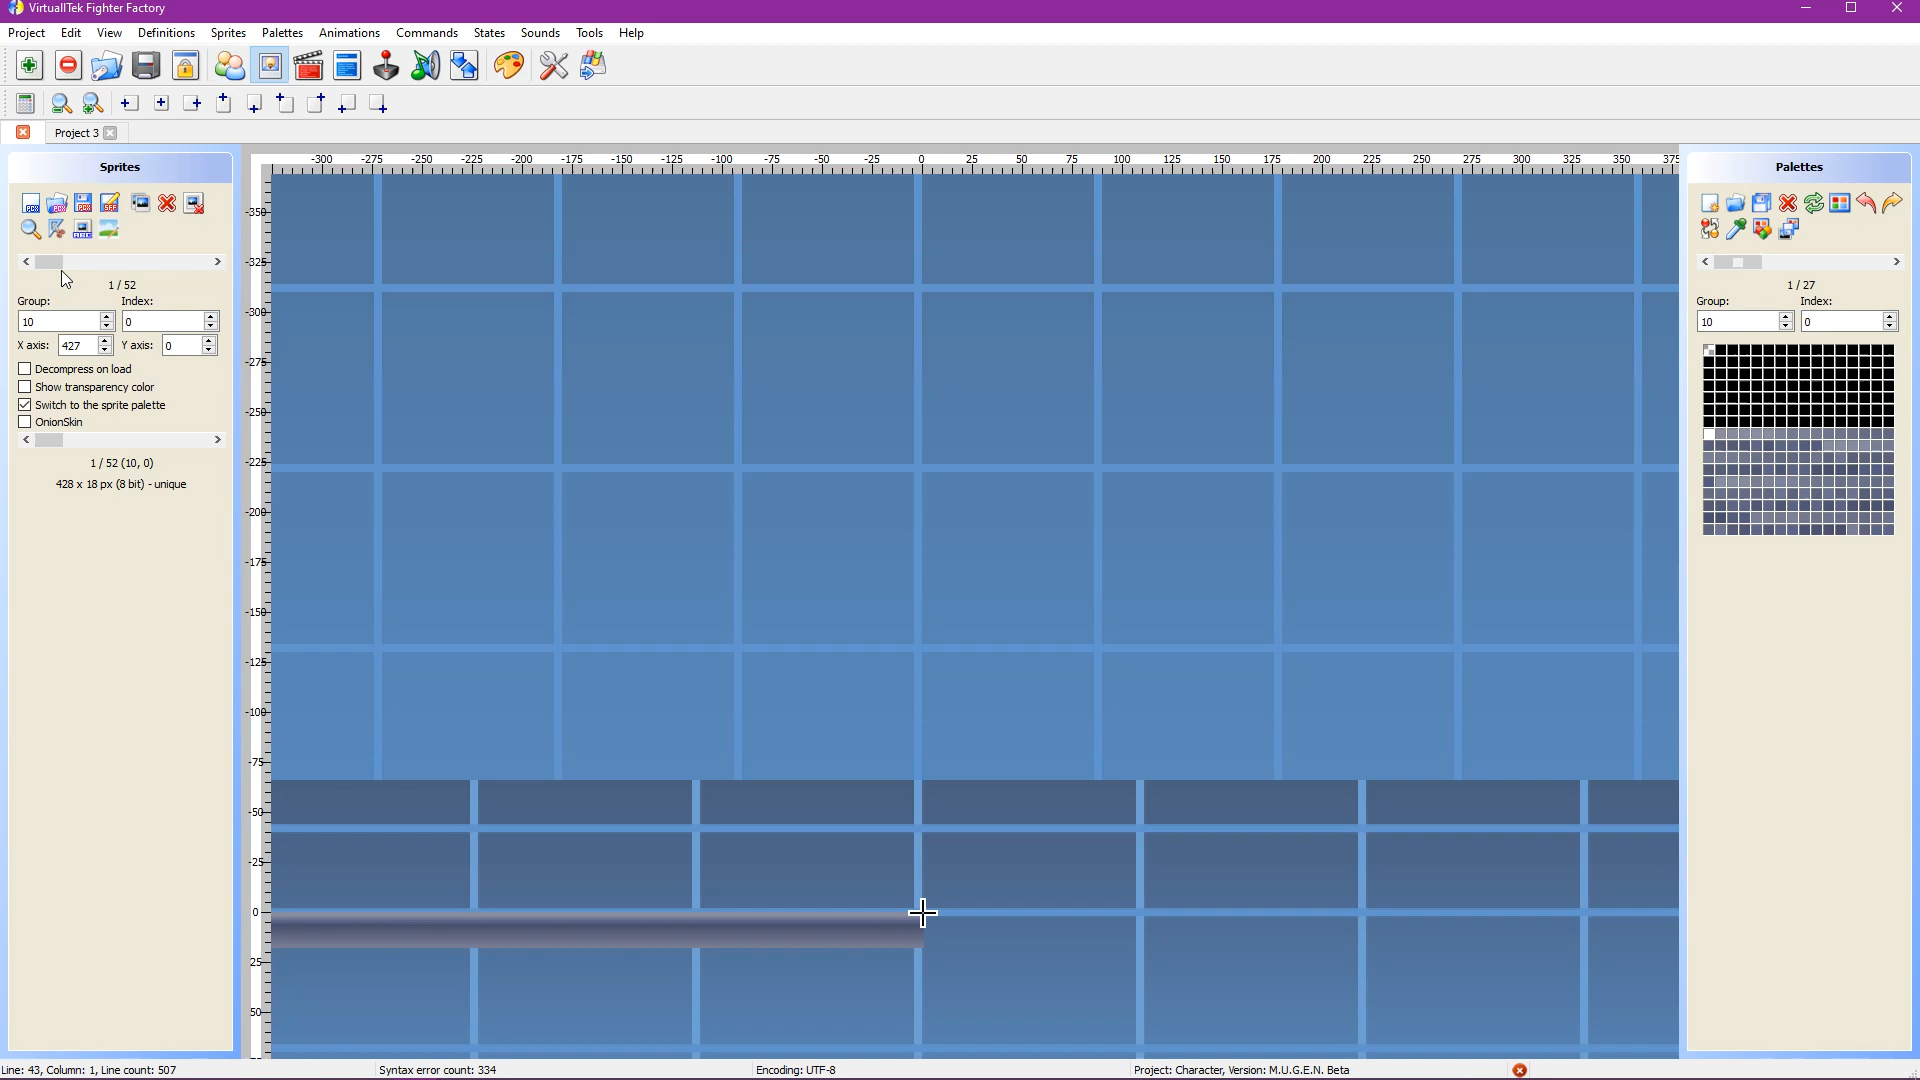 VirtuallTek Fighter Factory
Project Edit View Definitions Sprites Palettes Animations Commands States Sounds Tools Help
Project 3
Sprites
1 / 52
Group: Index:
10 0
X axis: 427 Y axis: 0
Decompress on load
Show transparency color
Switch to the sprite palette
OnionSkin
1 / 52 (10, 0)
428 x 18 px (8 bit) - unique
-300 -275 -250 -225 -200 -175 -150 -125 -100 -75 -50 -25 0 25 50 75 100 125 150 175 200 225 250 275 300 325 350 375
-350
-325
-300
-275
-250
-225
-200
-175
-150
-125
-100
-75
-50
-25
0
25
50
Palettes
1 / 27
Group: Index:
10 0
Line: 43, Column: 1, Line count: 507 Syntax error count: 334 Encoding: UTF-8 Project: Character, Version: M.U.G.E.N. Beta